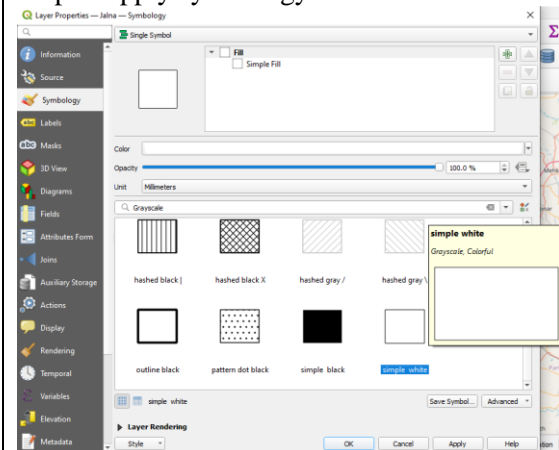 Layer Properties — Jalna — Symbology
Information
Source
Symbology
Labels
Masks
3D View
Diagrams
Fields
Attributes Form
Joins
Auxiliary Storage
Actions
Display
Rendering
Temporal
Variables
Elevation
Metadata
Single Symbol
Fill
Simple Fill
Color
Opacity 100.0 %
Unit Millimeters
Grayscale
hashed black |
hashed black X
hashed gray /
hashed gray \
simple white
Grayscale, Colorful
outline black
pattern dot black
simple black
simple white
simple white
Save Symbol...
Advanced
Layer Rendering
Style
OK
Cancel
Apply
Help